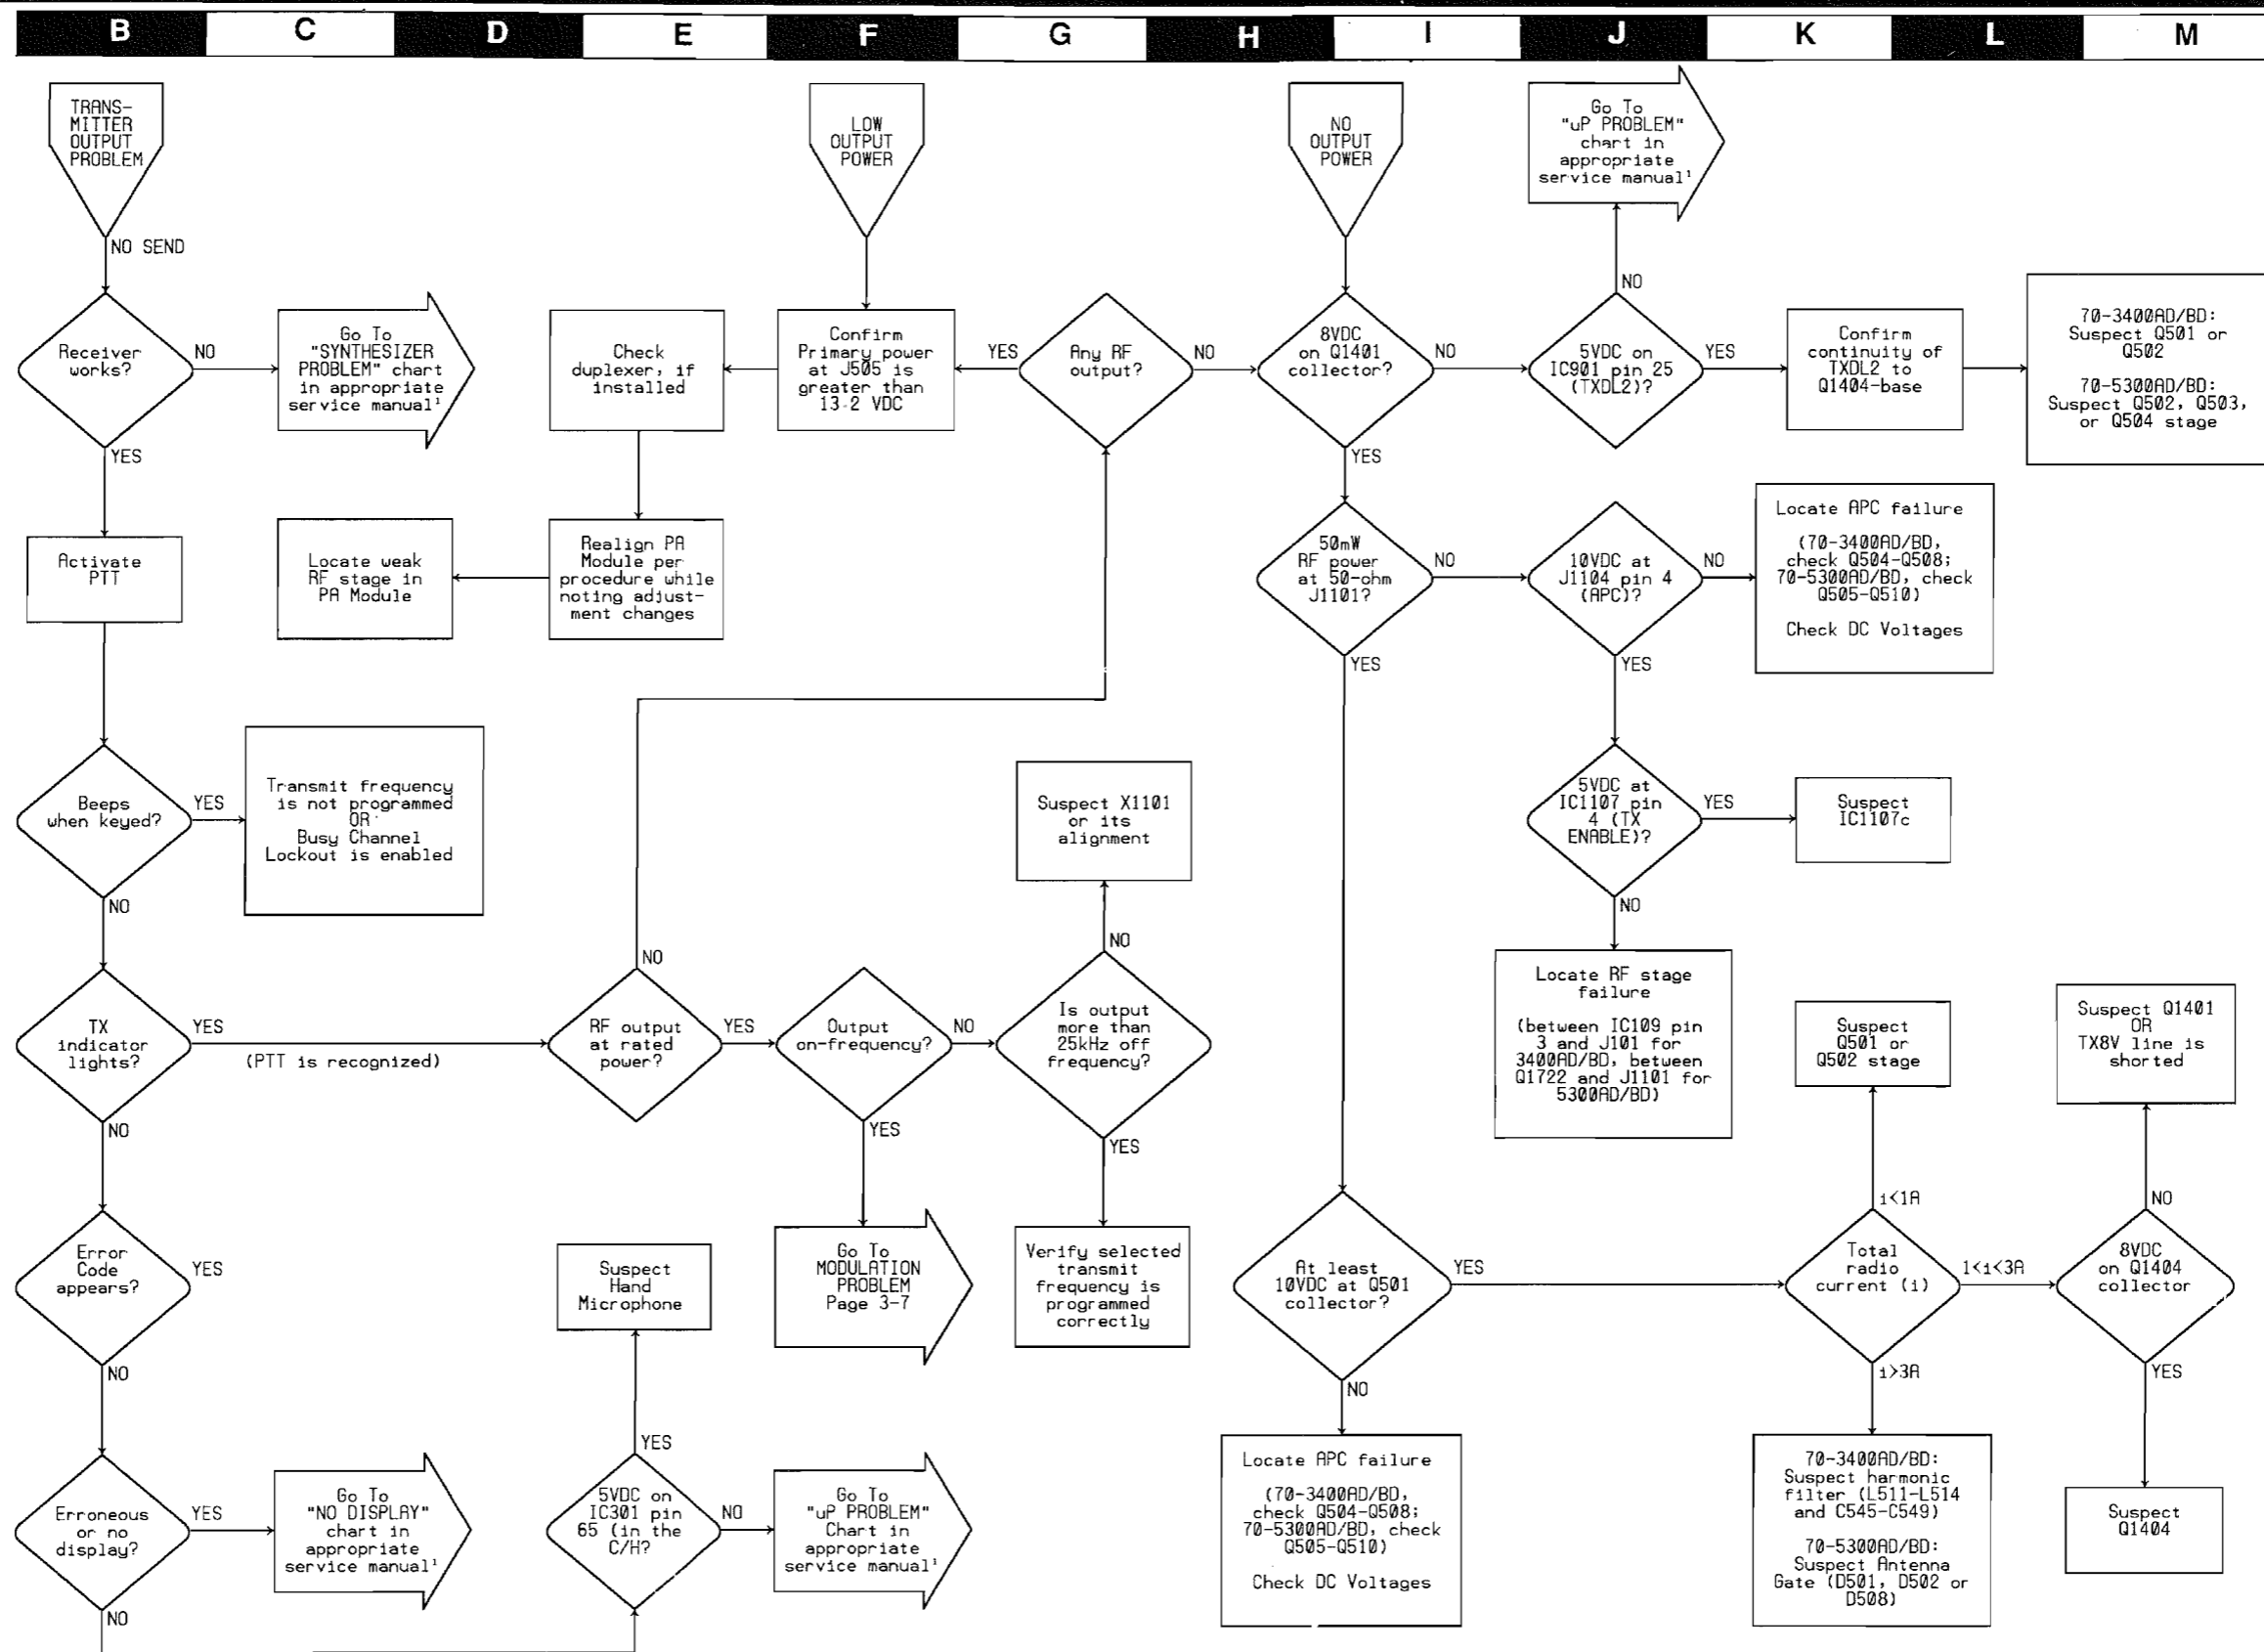 B C D E F G H I J K L M
TRANS-
MITTER
OUTPUT
PROBLEM
NO SEND
Receiver
works?
NO
Go To
"SYNTHESIZER
PROBLEM" chart
in appropriate
service manual¹
YES
Activate
PTT
Beeps
when keyed?
YES
Transmit frequency
is not programmed
OR
Busy Channel
Lockout is enabled
NO
TX
indicator
lights?
YES
(PTT is recognized)
NO
Error
Code
appears?
YES
NO
Erroneous
or no
display?
YES
Go To
"NO DISPLAY"
chart in
appropriate
service manual¹
NO
5VDC on
IC301 pin
65 (in the
C/H?
YES
Suspect
Hand
Microphone
NO
Go To
"uP PROBLEM"
Chart in
appropriate
service manual¹
RF output
at rated
power?
NO
YES
Output
on-frequency?
YES
Go To
MODULATION
PROBLEM
Page 3-7
NO
Is output
more than
25kHz off
frequency?
NO
Suspect X1101
or its
alignment
YES
Verify selected
transmit
frequency is
programmed
correctly
LOW
OUTPUT
POWER
Confirm
Primary power
at J505 is
greater than
13.2 VDC
Check
duplexer, if
installed
Realign PA
Module per
procedure while
noting adjust-
ment changes
Locate weak
RF stage in
PA Module
Any RF
output?
YES
NO
NO
OUTPUT
POWER
8VDC
on Q1401
collector?
NO
5VDC on
IC901 pin 25
(TXDL2)?
NO
Go To
"uP PROBLEM"
chart in
appropriate
service manual¹
YES
Confirm
continuity of
TXDL2 to
Q1404-base
70-3400AD/BD:
Suspect Q501 or
Q502
70-5300AD/BD:
Suspect Q502, Q503,
or Q504 stage
YES
50mW
RF power
at 50-ohm
J1101?
NO
10VDC at
J1104 pin 4
(APC)?
NO
Locate APC failure
(70-3400AD/BD,
check Q504-Q508;
70-5300AD/BD, check
Q505-Q510)
Check DC Voltages
YES
5VDC at
IC1107 pin
4 (TX
ENABLE)?
YES
Suspect
IC1107c
NO
Locate RF stage
failure
(between IC109 pin
3 and J101 for
3400AD/BD, between
Q1722 and J1101 for
5300AD/BD)
YES
At least
10VDC at Q501
collector?
NO
Locate APC failure
(70-3400AD/BD,
check Q504-Q508;
70-5300AD/BD, check
Q505-Q510)
Check DC Voltages
YES
Total
radio
current (i)
i<1A
Suspect
Q501 or
Q502 stage
i>3A
70-3400AD/BD:
Suspect harmonic
filter (L511-L514
and C545-C549)
70-5300AD/BD:
Suspect Antenna
Gate (D501, D502 or
D508)
1<i<3A
8VDC
on Q1404
collector
NO
Suspect Q1401
OR
TX8V line is
shorted
YES
Suspect
Q1404